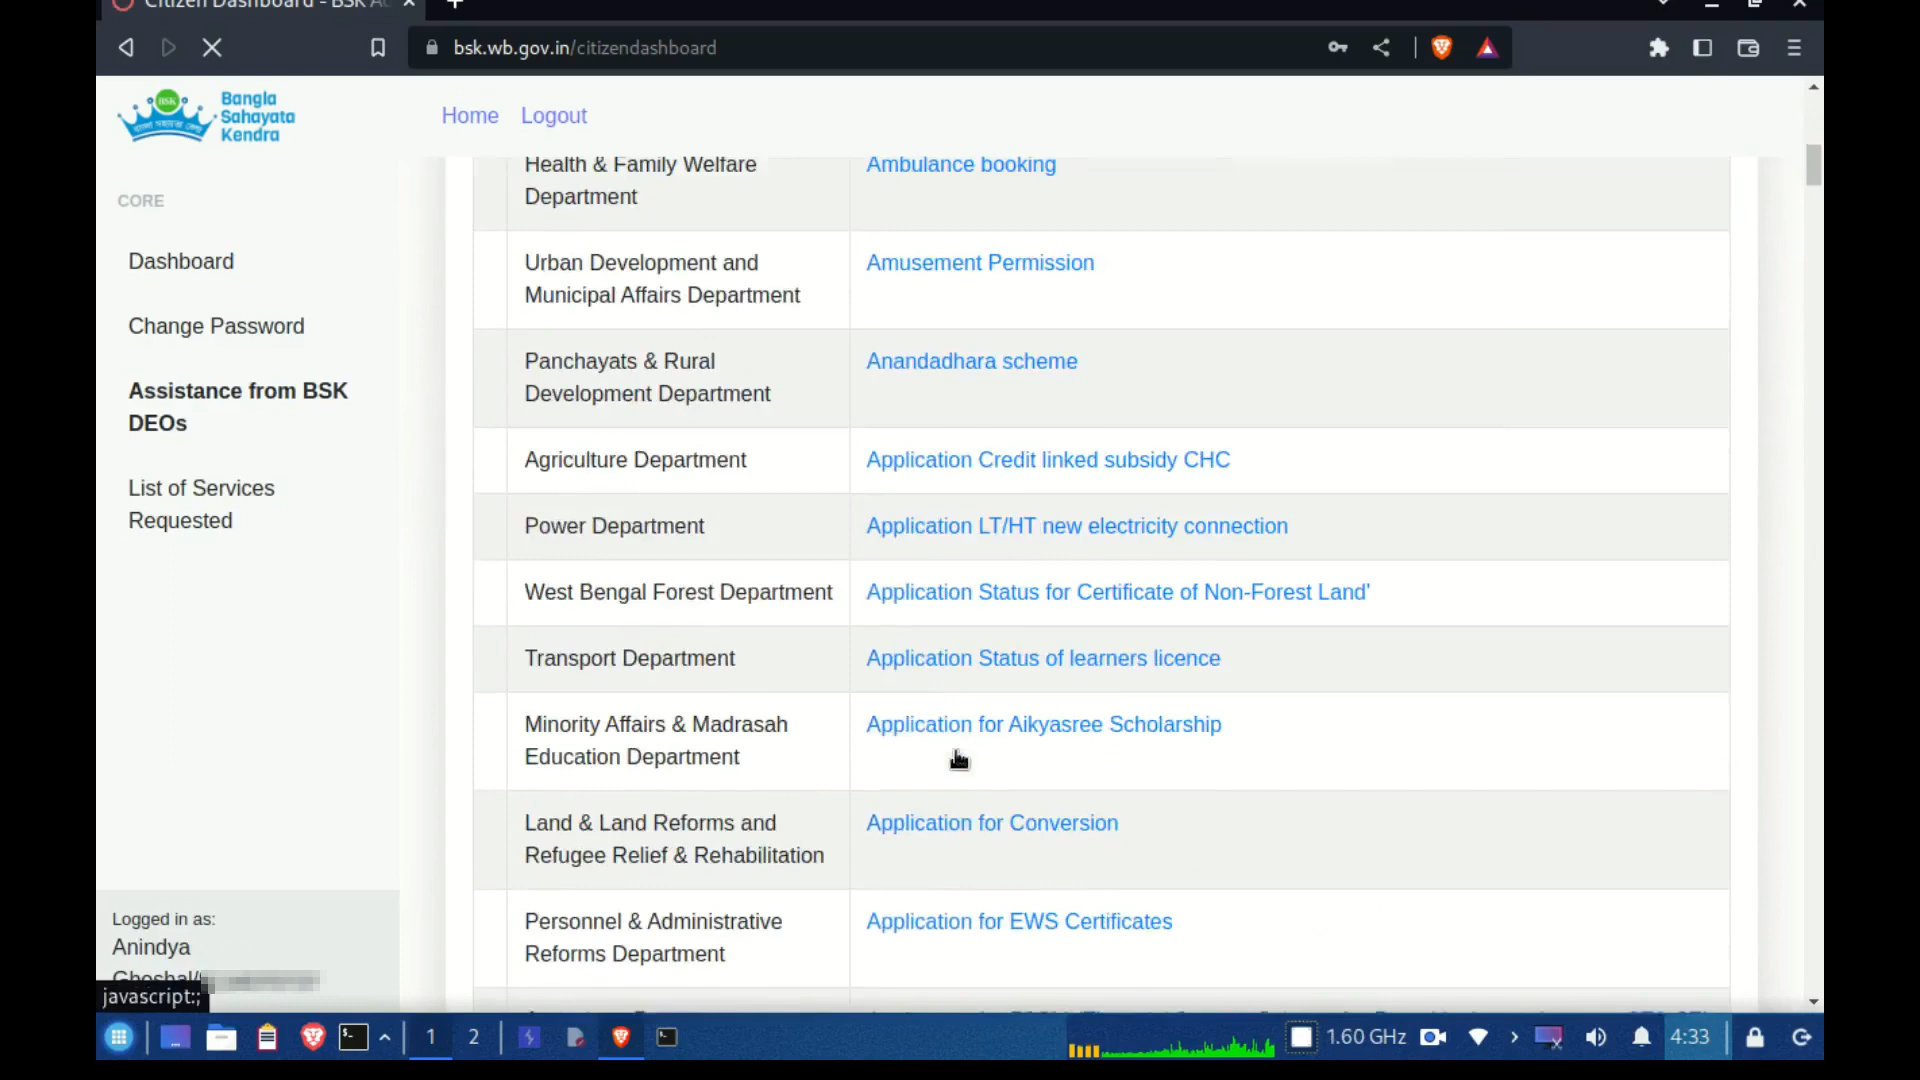 Citizen Dashboard - BSK
bsk.wb.gov.in/citizendashboard
BSK
Bangla
Sahayata
Kendra
Home Logout
CORE
Dashboard
Change Password
Assistance from BSK
DEOs
List of Services
Requested
Health & Family Welfare
Department
Ambulance booking
Urban Development and
Municipal Affairs Department
Amusement Permission
Panchayats & Rural
Development Department
Anandadhara scheme
Agriculture Department
Application Credit linked subsidy CHC
Power Department
Application LT/HT new electricity connection
West Bengal Forest Department
Application Status for Certificate of Non-Forest Land'
Transport Department
Application Status of learners licence
Minority Affairs & Madrasah
Education Department
Application for Aikyasree Scholarship
Land & Land Reforms and
Refugee Relief & Rehabilitation
Application for Conversion
Personnel & Administrative
Reforms Department
Application for EWS Certificates
Logged in as:
Anindya
Ghoshal/
javascript:;
1 2
1.60 GHz
4:33